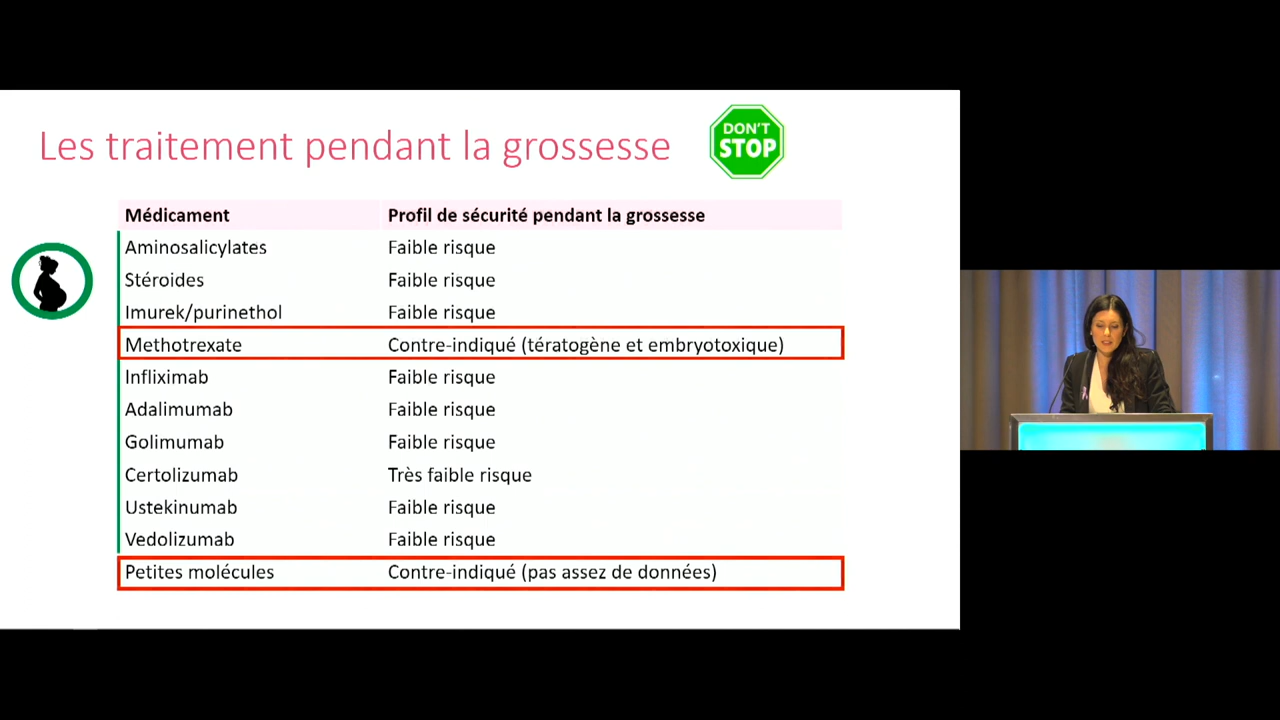 Les traitement pendant la grossesse
DON'T
STOP
Médicament Profil de sécurité pendant la grossesse
Aminosalicylates Faible risque
Stéroides Faible risque
Imurek/purinethol Faible risque
Methotrexate Contre-indiqué (tératogène et embryotoxique)
Infliximab Faible risque
Adalimumab Faible risque
Golimumab Faible risque
Certolizumab Très faible risque
Ustekinumab Faible risque
Vedolizumab Faible risque
Petites molécules Contre-indiqué (pas assez de données)